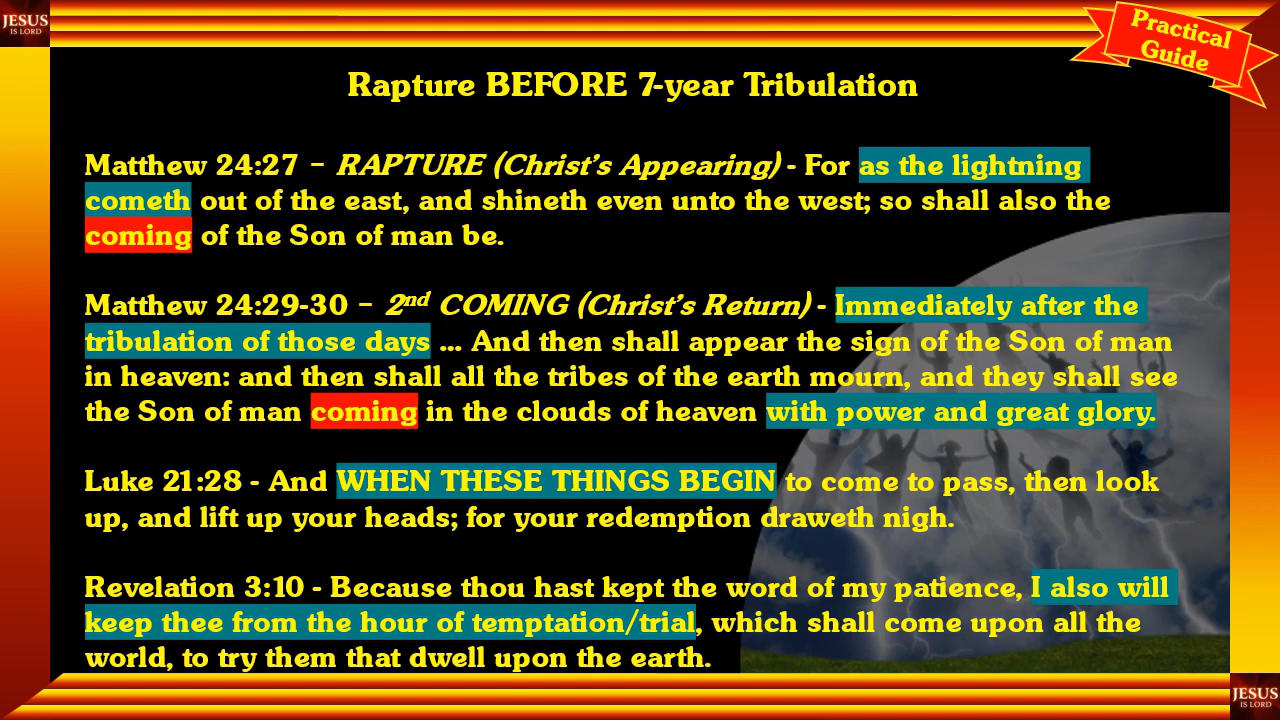 JESUS
IS LORD
Practical
Guide
Rapture BEFORE 7-year Tribulation
Matthew 24:27 – RAPTURE (Christ's Appearing) - For as the lightning
cometh out of the east, and shineth even unto the west; so shall also the
coming of the Son of man be.
Matthew 24:29-30 – 2nd COMING (Christ's Return) - Immediately after the
tribulation of those days ... And then shall appear the sign of the Son of man
in heaven: and then shall all the tribes of the earth mourn, and they shall see
the Son of man coming in the clouds of heaven with power and great glory.
Luke 21:28 - And WHEN THESE THINGS BEGIN to come to pass, then look
up, and lift up your heads; for your redemption draweth nigh.
Revelation 3:10 - Because thou hast kept the word of my patience, I also will
keep thee from the hour of temptation/trial, which shall come upon all the
world, to try them that dwell upon the earth.
JESUS
IS LORD